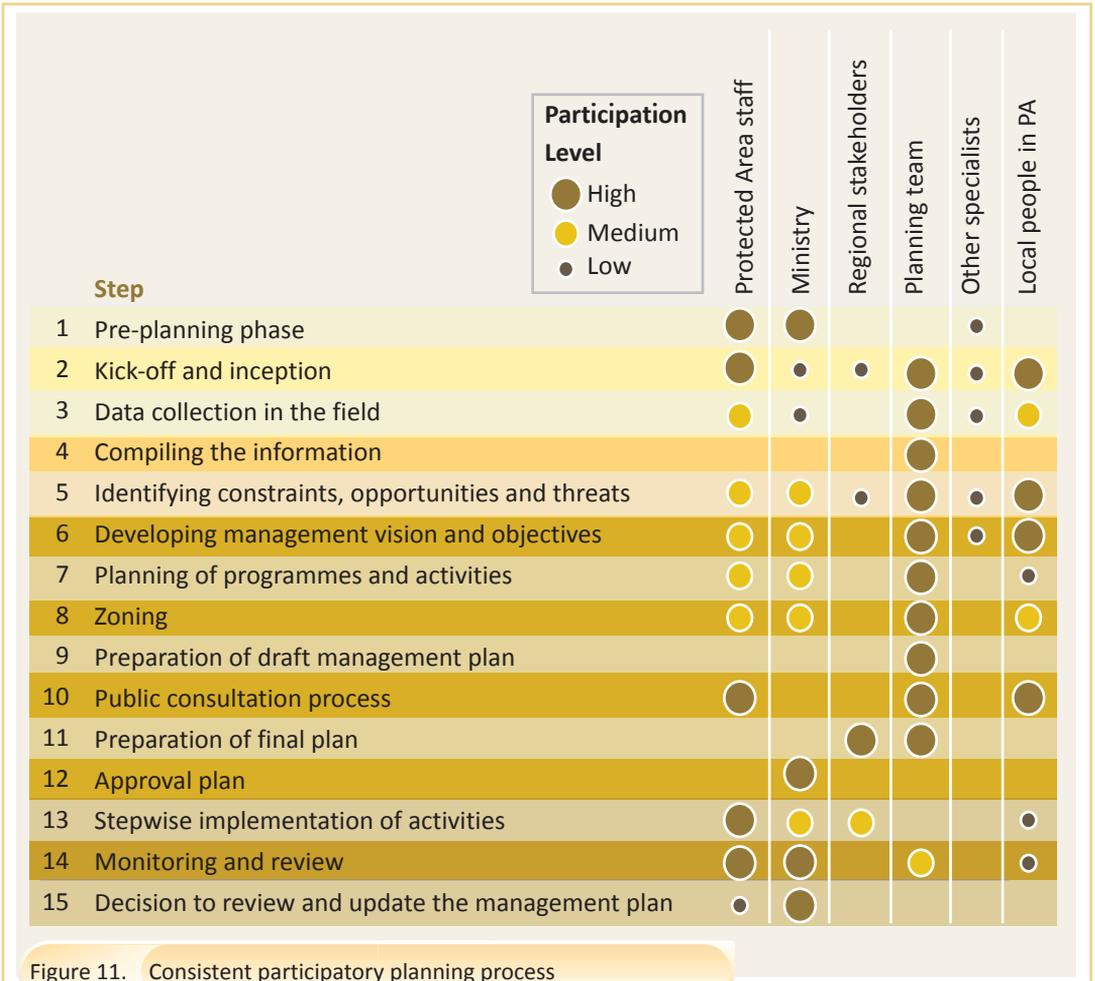 Participation
Level
High
Medium
Low
Protected Area staff
Ministry
Regional stakeholders
Planning team
Other specialists
Local people in PA
Step
1 Pre-planning phase
2 Kick-off and inception
3 Data collection in the field
4 Compiling the information
5 Identifying constraints, opportunities and threats
6 Developing management vision and objectives
7 Planning of programmes and activities
8 Zoning
9 Preparation of draft management plan
10 Public consultation process
11 Preparation of final plan
12 Approval plan
13 Stepwise implementation of activities
14 Monitoring and review
15 Decision to review and update the management plan
Figure 11. Consistent participatory planning process